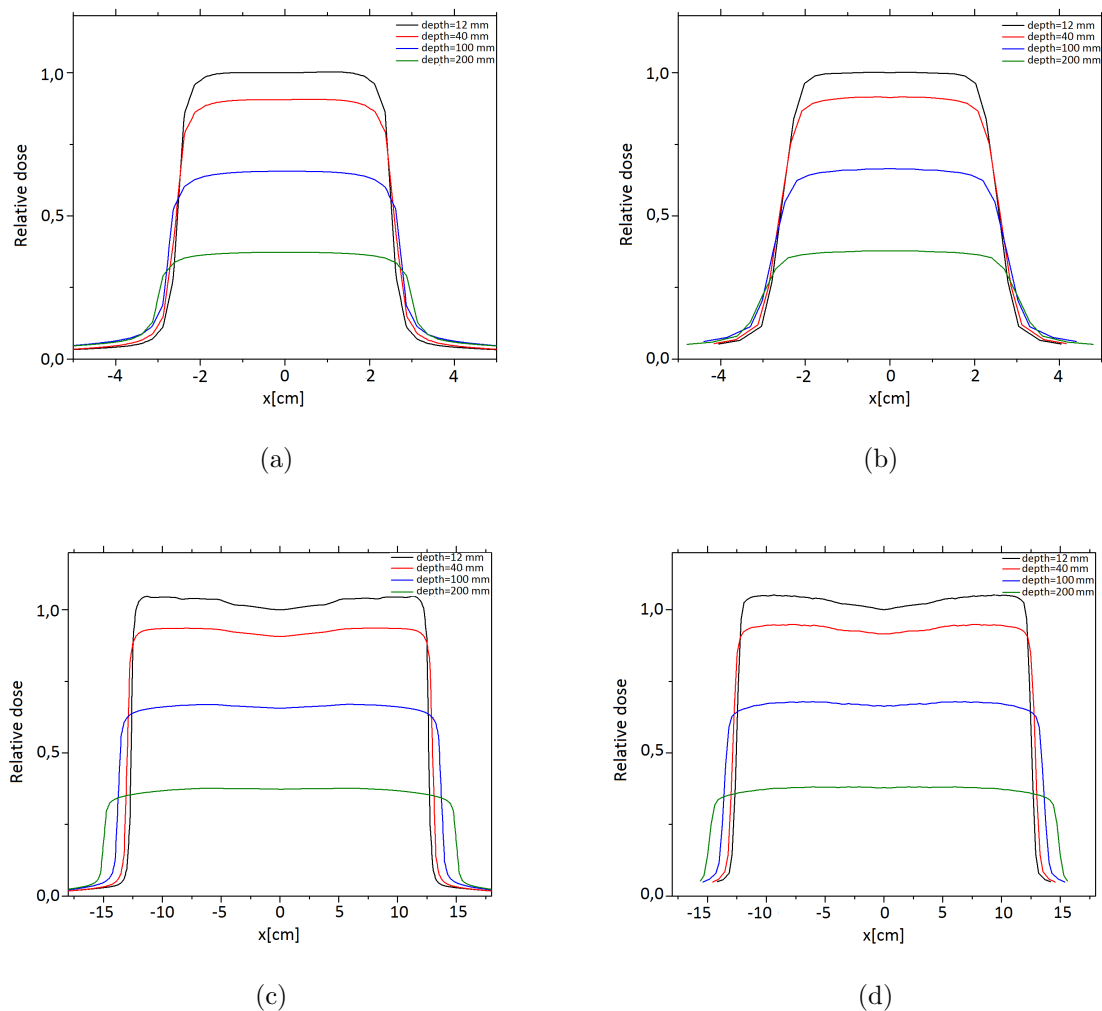 depth=12 mm
depth=40 mm
depth=100 mm
depth=200 mm
1,0
0,5
0,0
Relative dose
-4 -2 0 2 4
x[cm]
(a)
depth=12 mm
depth=40 mm
depth=100 mm
depth=200 mm
1,0
0,5
0,0
Relative dose
-4 -2 0 2 4
x[cm]
(b)
depth=12 mm
depth=40 mm
depth=100 mm
depth=200 mm
1,0
0,5
0,0
Relative dose
-15 -10 -5 0 5 10 15
x[cm]
(c)
depth=12 mm
depth=40 mm
depth=100 mm
depth=200 mm
1,0
0,5
0,0
Relative dose
-15 -10 -5 0 5 10 15
x[cm]
(d)